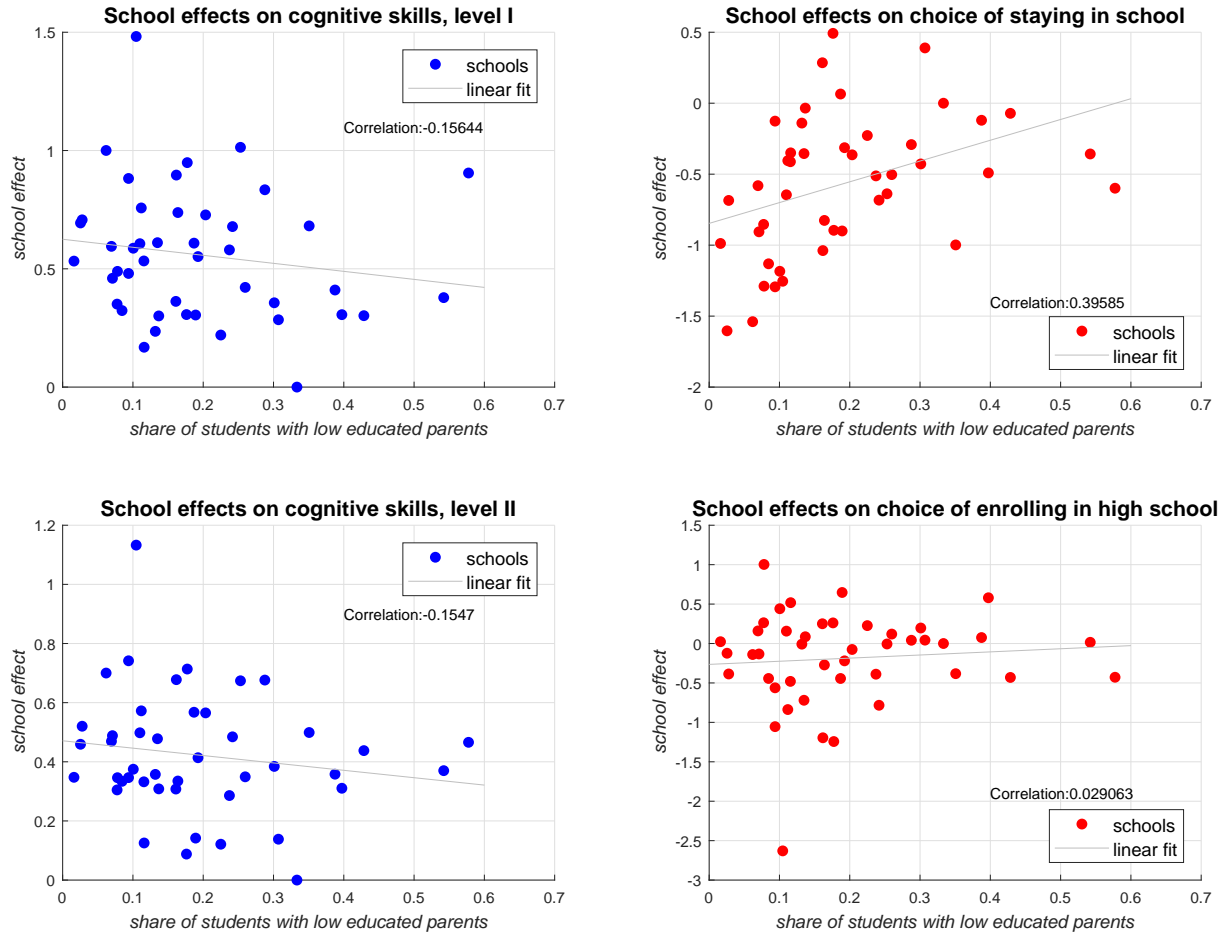 School effects on cognitive skills, level I
1.5
1
0.5
0
school effect
schools
linear fit
Correlation:-0.15644
0 0.1 0.2 0.3 0.4 0.5 0.6 0.7
share of students with low educated parents
School effects on choice of staying in school
0.5
0
-0.5
-1
-1.5
-2
school effect
Correlation:0.39585
schools
linear fit
0 0.1 0.2 0.3 0.4 0.5 0.6 0.7
share of students with low educated parents
School effects on cognitive skills, level II
1.2
1
0.8
0.6
0.4
0.2
0
school effect
schools
linear fit
Correlation:-0.1547
0 0.1 0.2 0.3 0.4 0.5 0.6 0.7
share of students with low educated parents
School effects on choice of enrolling in high school
1.5
1
0.5
0
-0.5
-1
-1.5
-2
-2.5
-3
school effect
Correlation:0.029063
schools
linear fit
0 0.1 0.2 0.3 0.4 0.5 0.6 0.7
share of students with low educated parents